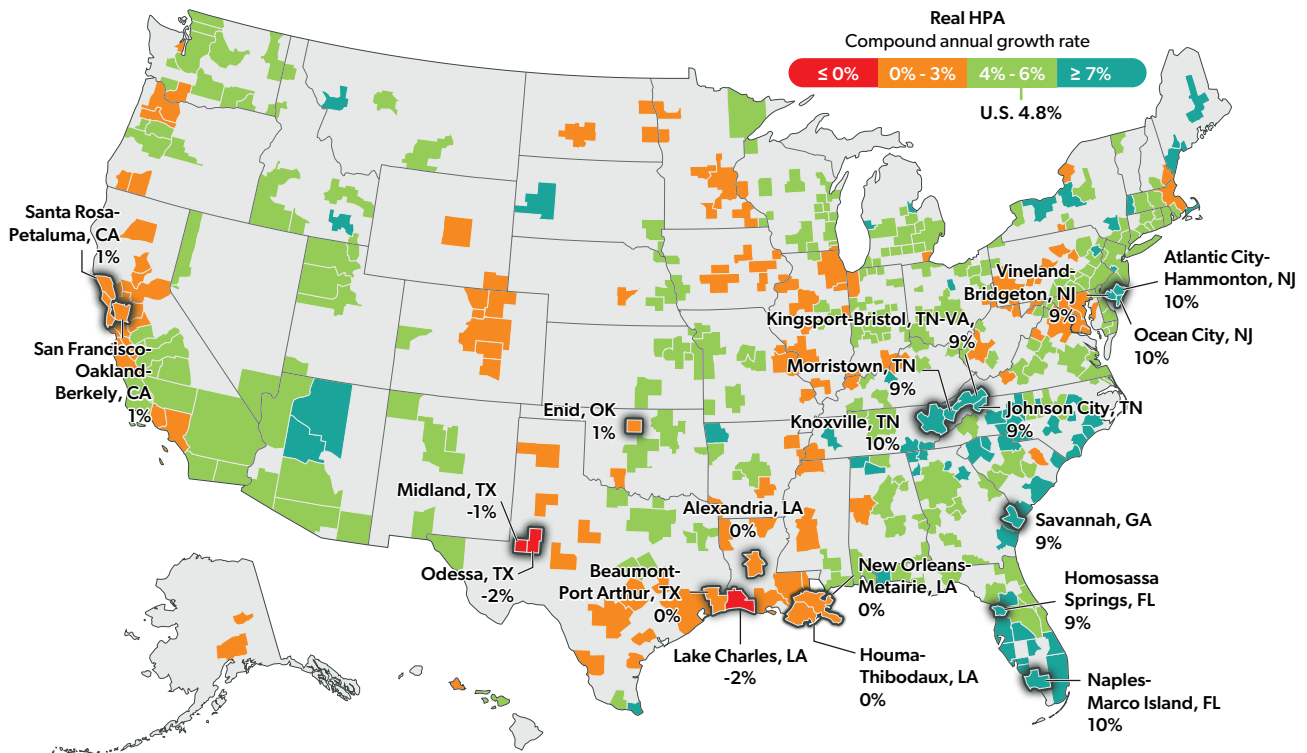 Real HPA
Compound annual growth rate
≤ 0%
0% - 3%
4% - 6%
≥ 7%
U.S. 4.8%
Santa Rosa-
Petaluma, CA
1%
San Francisco-
Oakland-
Berkely, CA
1%
Enid, OK
1%
Midland, TX
-1%
Odessa, TX
-2%
Alexandria, LA
0%
Beaumont-
Port Arthur, TX
0%
Lake Charles, LA
-2%
New Orleans-
Metairie, LA
0%
Houma-
Thibodaux, LA
0%
Vineland-
Bridgeton, NJ
9%
Atlantic City-
Hammonton, NJ
10%
Ocean City, NJ
10%
Kingsport-Bristol, TN-VA,
9%
Morristown, TN
9%
Knoxville, TN
10%
Johnson City, TN
9%
Savannah, GA
9%
Homosassa
Springs, FL
9%
Naples-
Marco Island, FL
10%